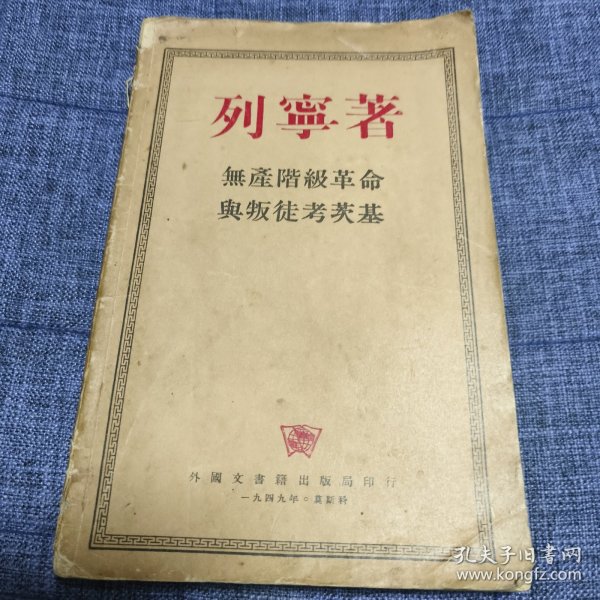 列寧著
無產階級革命
與叛徒考茨基
外國文書籍出版局印行
一九四九年。莫斯科
孔夫子旧书网
www.kongfz.com